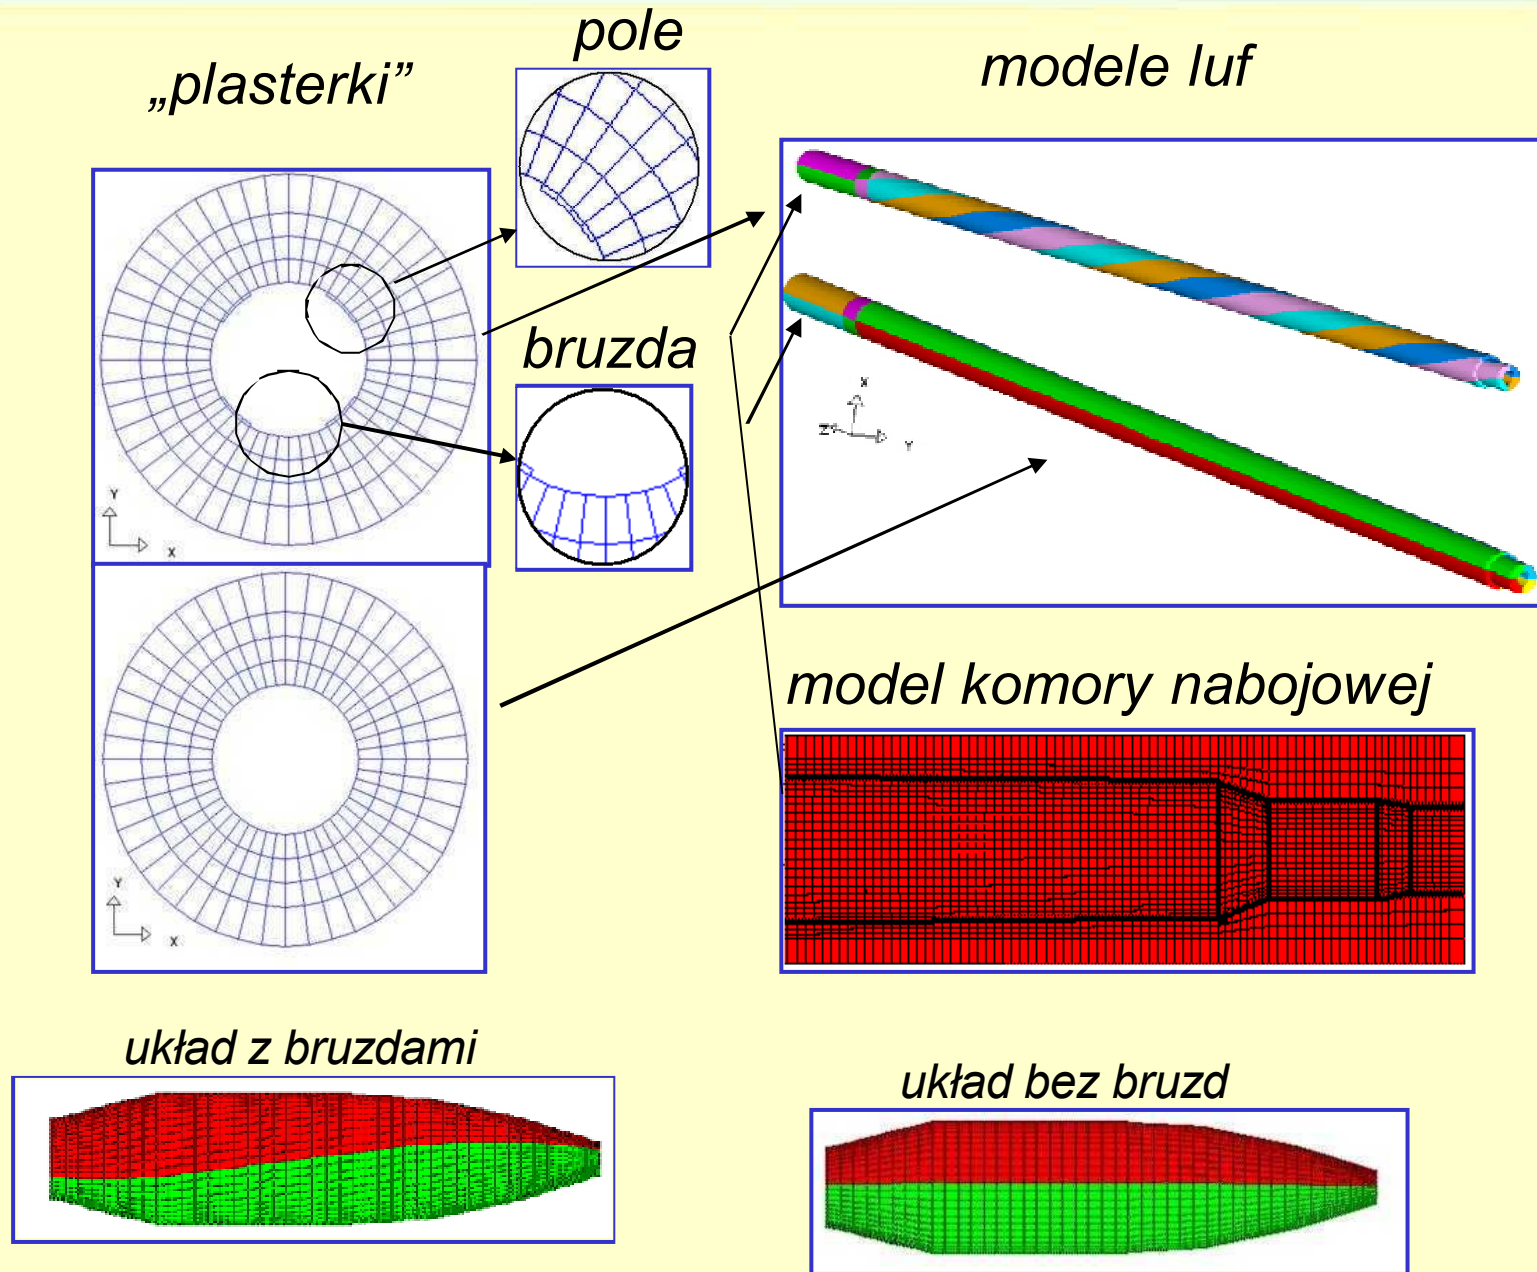 pole
„plasterki”
modele luf
bruzda
X
Z
Y
Y
X
model komory nabojowej
Y
X
układ z bruzdami
układ bez bruzd